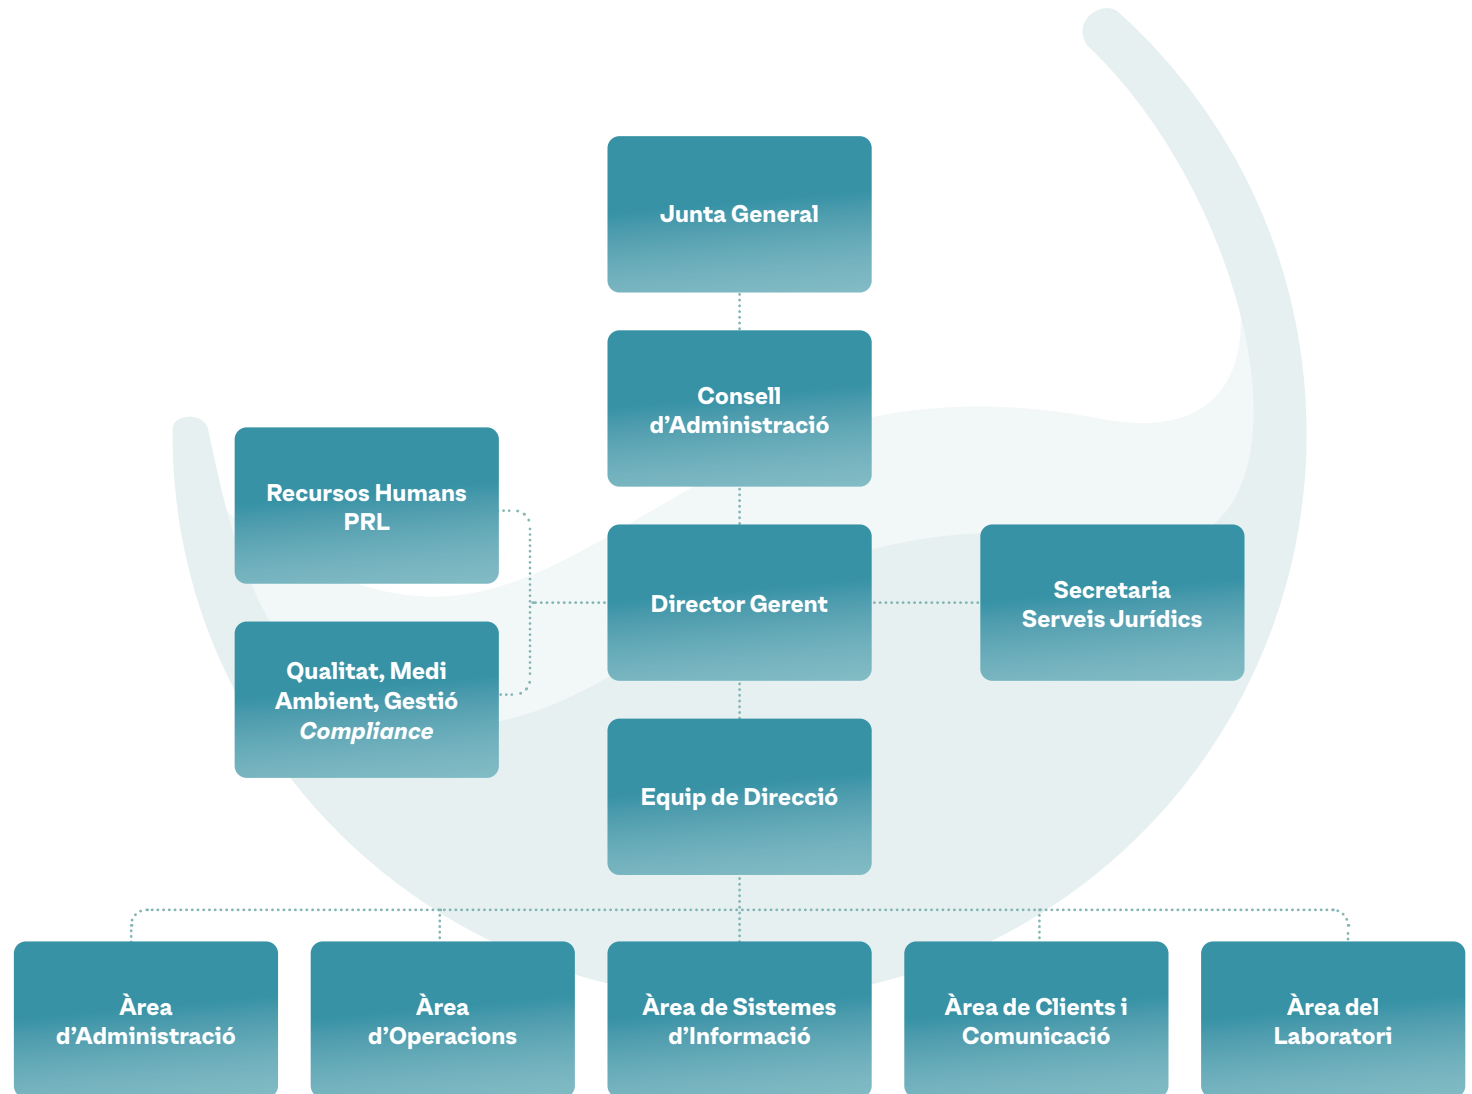 Junta General
Consell
d’Administració
Recursos Humans
PRL
Director Gerent
Secretaria
Serveis Jurídics
Qualitat, Medi
Ambient, Gestió
Compliance
Equip de Direcció
Àrea
d’Administració
Àrea
d’Operacions
Àrea de Sistemes
d’Informació
Àrea de Clients i
Comunicació
Àrea del
Laboratori